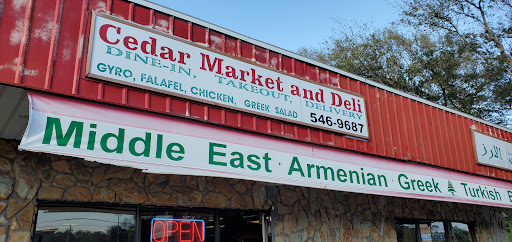 Cedar Market and Deli
DINE-IN, TAKEOUT, DELIVERY
GYRO, FALAFEL, CHICKEN, GREEK SALAD
546-9687
الارز
Middle East Armenian Greek Turkish
OPEN